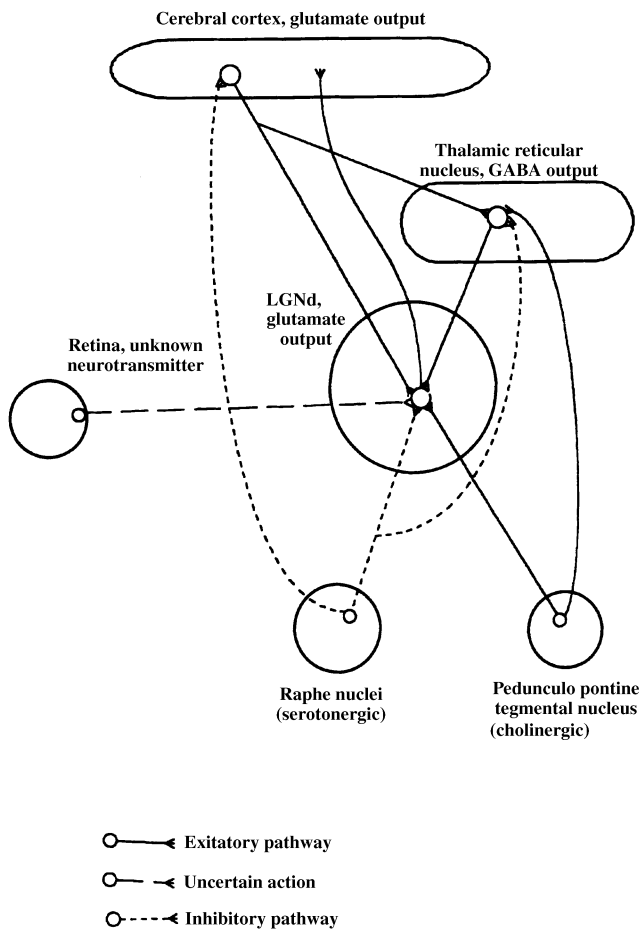 Cerebral cortex, glutamate output
Thalamic reticular
nucleus, GABA output
LGNd,
glutamate
output
Retina, unknown
neurotransmitter
Raphe nuclei
(serotonergic)
Pedunculo pontine
tegmental nucleus
(cholinergic)
Exitatory pathway
Uncertain action
Inhibitory pathway